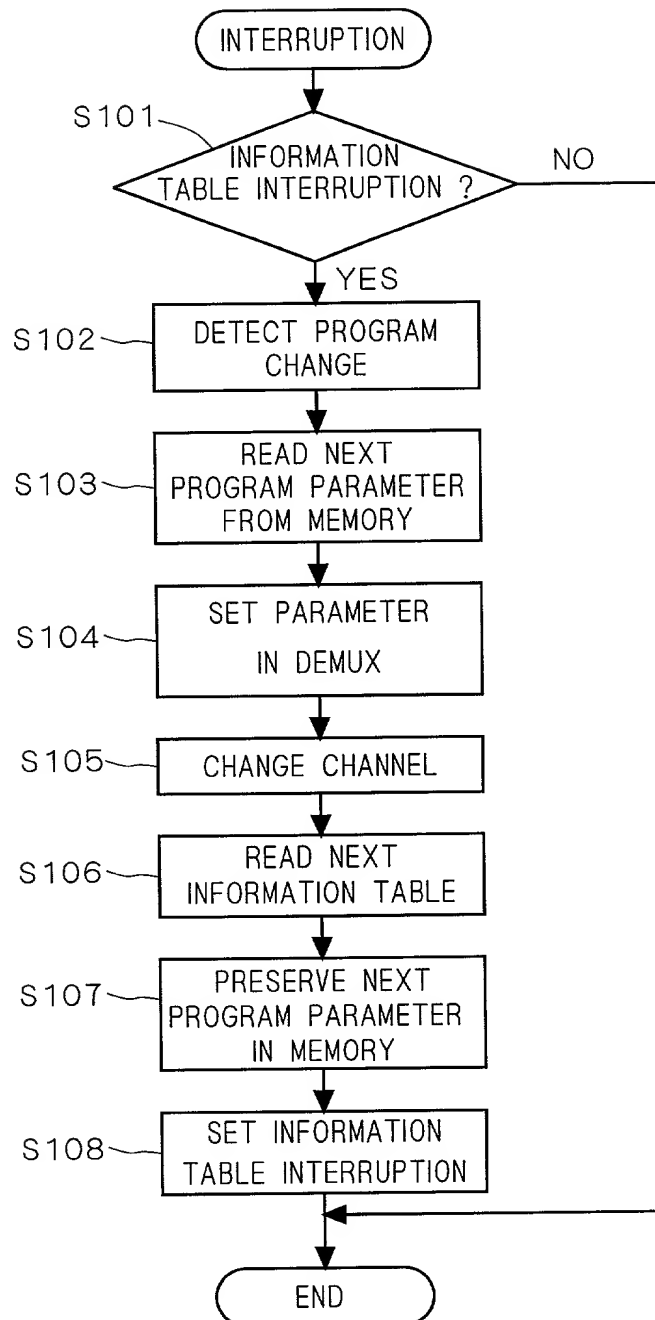 INTERRUPTION
S101
INFORMATION
TABLE INTERRUPTION ?
NO
YES
S102
DETECT PROGRAM
CHANGE
S103
READ NEXT
PROGRAM PARAMETER
FROM MEMORY
S104
SET PARAMETER
IN DEMUX
S105
CHANGE CHANNEL
S106
READ NEXT
INFORMATION TABLE
S107
PRESERVE NEXT
PROGRAM PARAMETER
IN MEMORY
S108
SET INFORMATION
TABLE INTERRUPTION
END